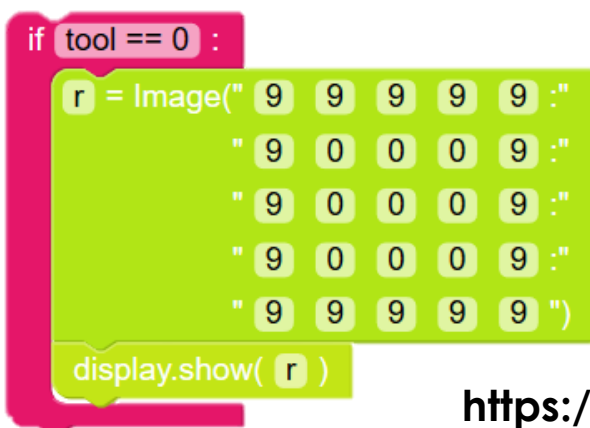 if tool == 0 :
r = Image(" 9 9 9 9 9 :"
" 9 0 0 0 9 :"
" 9 0 0 0 9 :"
" 9 0 0 0 9 :"
" 9 9 9 9 9 ")
display.show( r )
https:/